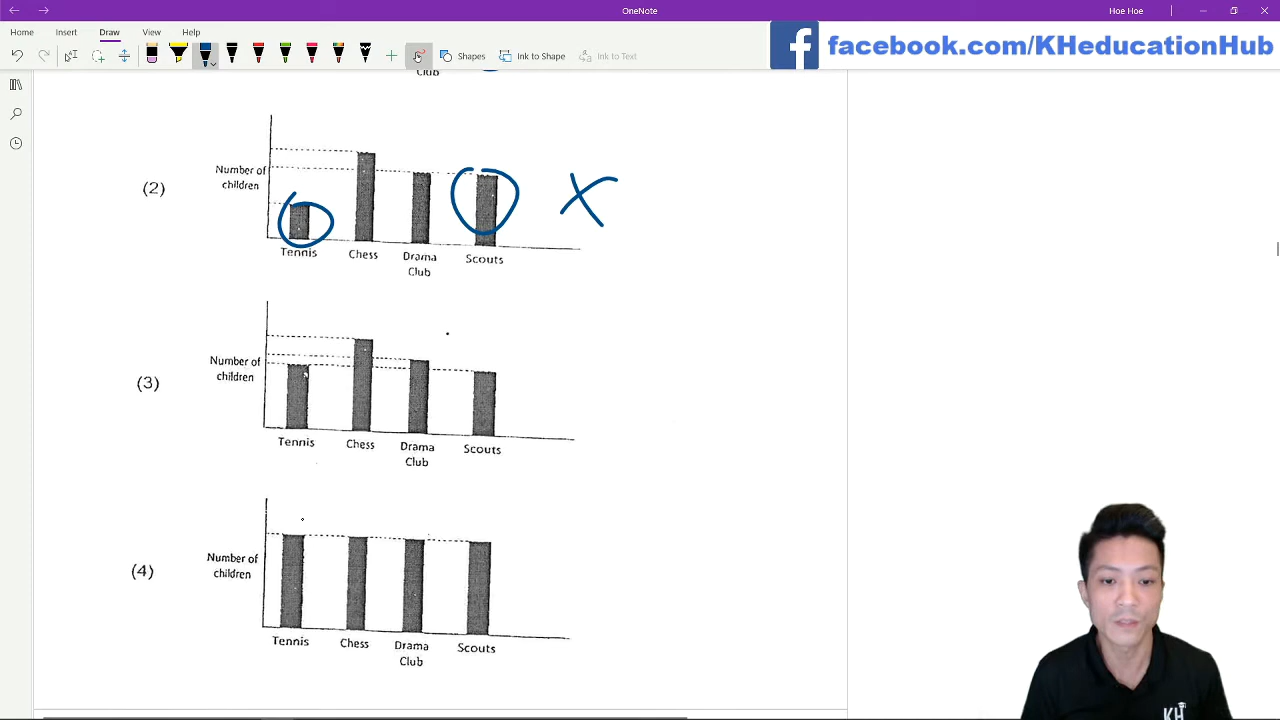 OneNote
Hoe Hoe
Home
Insert
Draw
View
Help
Shapes
Ink to Shape
Ink to Text
facebook.com/KHeducationHub
Club
(2)
Number of
children
Tennis
Chess
Drama
Club
Scouts
X
(3)
Number of
children
Tennis
Chess
Drama
Club
Scouts
(4)
Number of
children
Tennis
Chess
Drama
Club
Scouts
KH